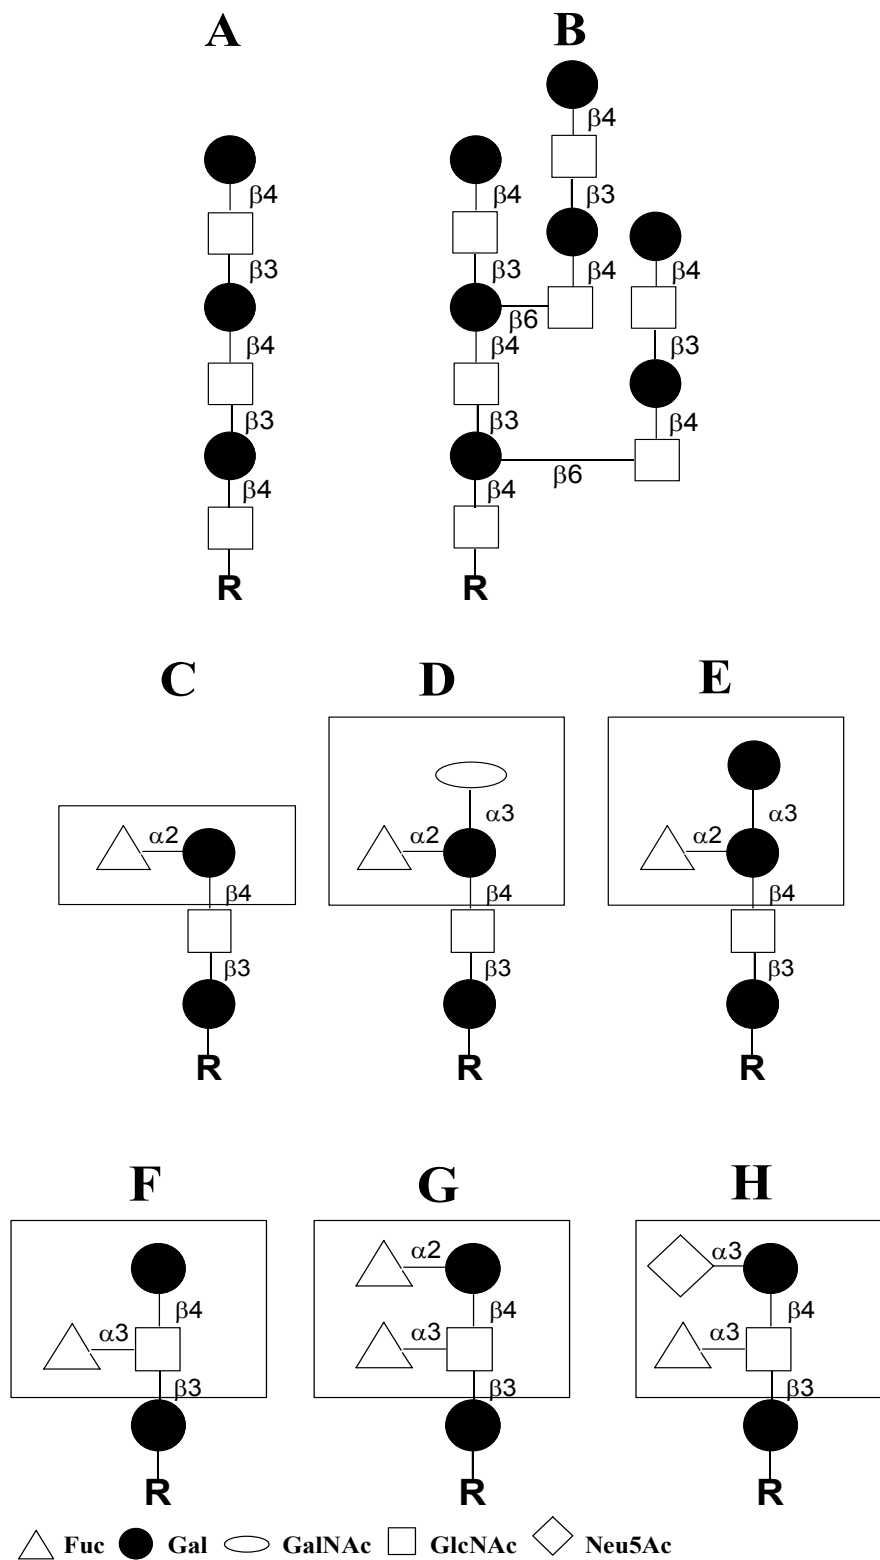 A B
β4
β4 β4
β3 β3
β3 β4 β4
β6
β4 β4 β3
β3 β3 β4
β6
β4 β4
R R
C D E
α3 α3
α2 α2 α2
β4 β4 β4
β3 β3 β3
R R R
F G H
α2 α3
β4 β4 β4
α3 α3 α3
β3 β3 β3
R R R
Fuc Gal GalNAc GlcNAc Neu5Ac